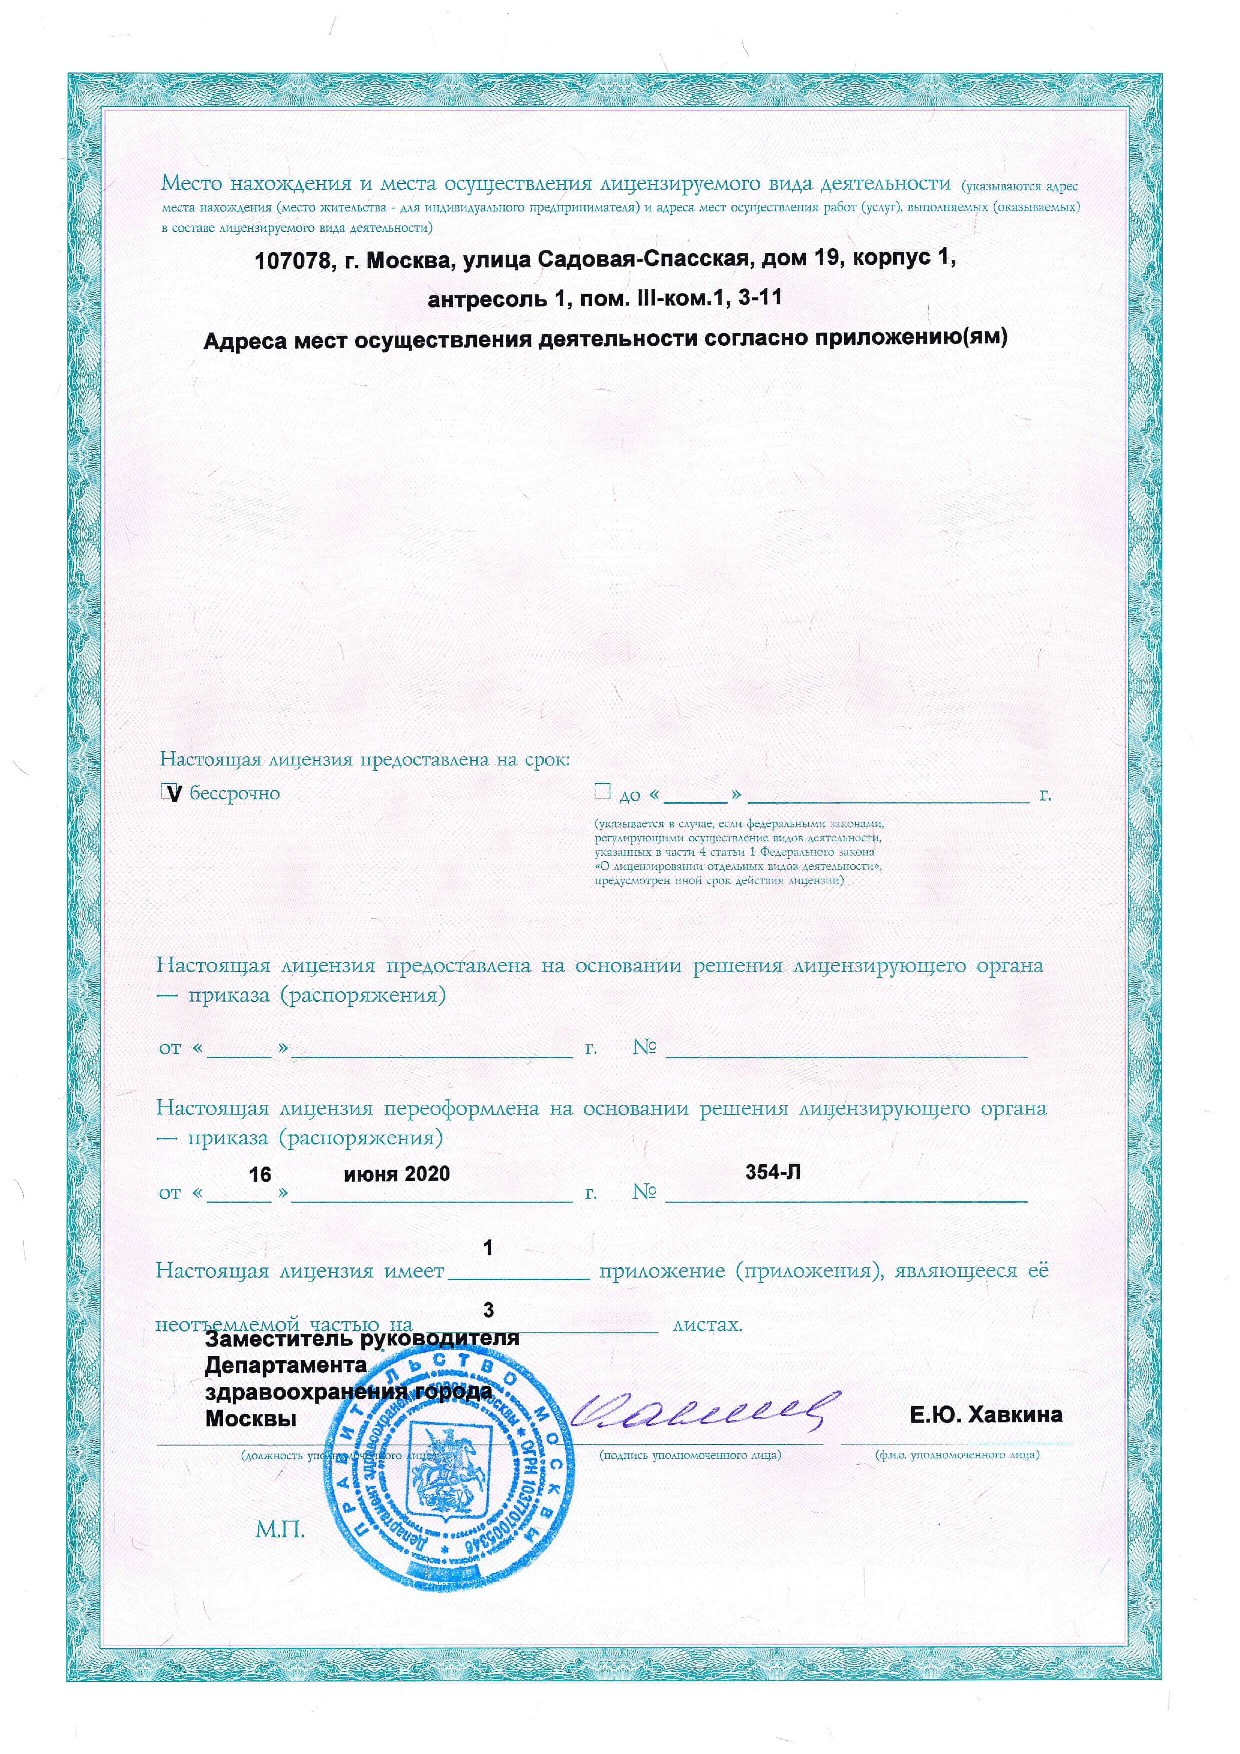 Место нахождения и места осуществления лицензируемого вида деятельности (указываются адрес
места нахождения (место жительства - для индивидуального предпринимателя) и адреса мест осуществления работ (услуг), выполняемых (оказываемых)
в составе лицензируемого вида деятельности)
107078, г. Москва, улица Садовая-Спасская, дом 19, корпус 1,
антресоль 1, пом. III-ком.1, 3-11
Адреса мест осуществления деятельности согласно приложению(ям)
Настоящая лицензия предоставлена на срок:
V бессрочно
до «______» __________________________ г.
(указывается в случае, если федеральными законами,
регулирующими осуществление видов деятельности,
указанных в части 4 статьи 1 Федерального закона
«О лицензировании отдельных видов деятельности»,
предусмотрен иной срок действия лицензии)
Настоящая лицензия предоставлена на основании решения лицензирующего органа
— приказа (распоряжения)
от «______»__________________________ г. № __________________________________
Настоящая лицензия переоформлена на основании решения лицензирующего органа
— приказа (распоряжения)
от « 16 » июня 2020 г. № 354-Л
Настоящая лицензия имеет 1 приложение (приложения), являющееся её
неотъемлемой частью на 3 листах.
Заместитель руководителя
Департамента
здравоохранения города
Москвы
Е.Ю. Хавкина
(должность уполномоченного лица)
(подпись уполномоченного лица)
(ф.и.о. уполномоченного лица)
М.П.
ПРАВИТЕЛЬСТВО МОСКВЫ
Департамент здравоохранения города Москвы * ОГРН 1037707005346 *